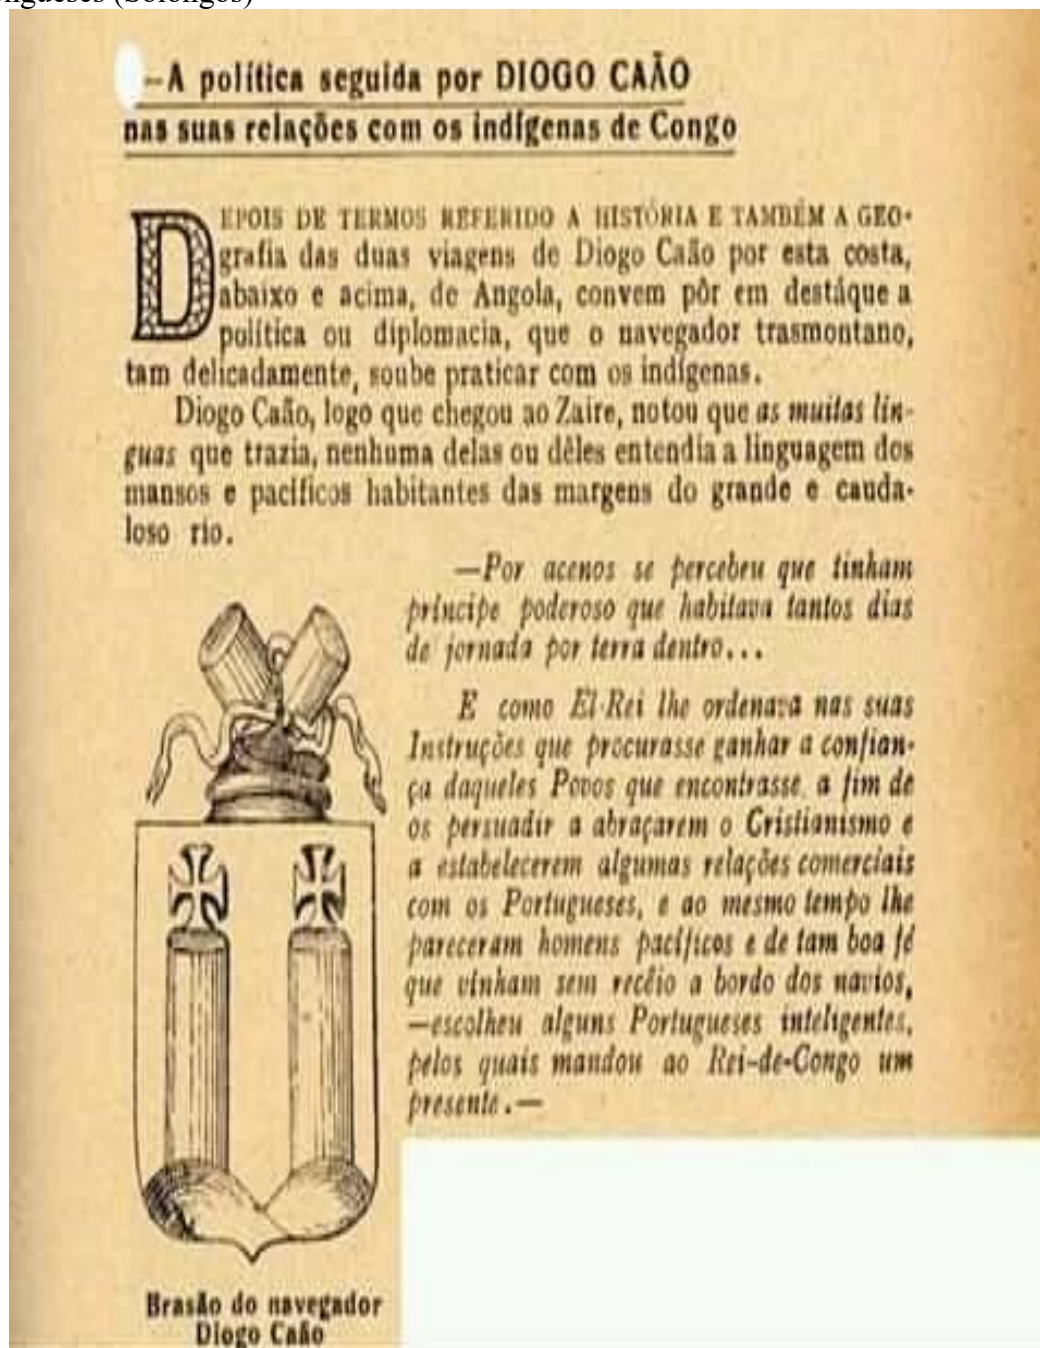 ngueses (Solongos)
—A política seguida por DIOGO CAÃO
nas suas relações com os indígenas de Congo
DEPOIS DE TERMOS REFERIDO A HISTÓRIA E TAMBÉM A GEO-
grafia das duas viagens de Diogo Caão por esta costa,
abaixo e acima, de Angola, convem pôr em destáque a
política ou diplomacia, que o navegador trasmontano,
tam delicadamente, soube praticar com os indígenas.
Diogo Caão, logo que chegou ao Zaire, notou que as muitas lin-
guas que trazia, nenhuma delas ou dêles entendia a linguagem dos
mansos e pacíficos habitantes das margens do grande e cauda-
loso rio.
—Por acenos se percebeu que tinham
príncipe poderoso que habitava tantos dias
de jornada por terra dentro...
E como El-Rei lhe ordenava nas suas
Instruções que procurasse ganhar a confian-
ça daqueles Povos que encontrasse, a fim de
os persuadir a abraçarem o Cristianismo e
a estabelecerem algumas relações comerciais
com os Portugueses, e ao mesmo tempo lhe
pareceram homens pacíficos e de tam boa fé
que vinham sem recêio a bordo dos navios,
—escolheu alguns Portugueses inteligentes,
pelos quais mandou ao Rei-de-Congo um
presente.—
Brasão do navegador
Diogo Caão